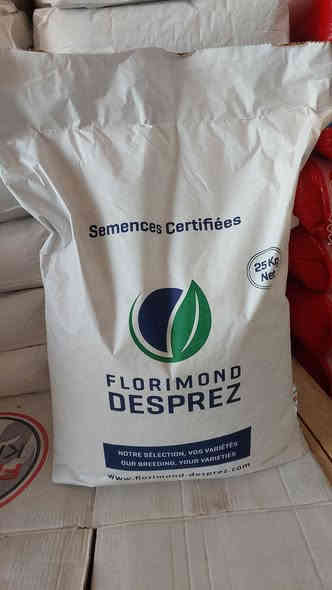 Semences Certifiées
25 Kg
Net
FLORIMOND
DESPREZ
NOTRE SÉLECTION, VOS VARIÉTÉS
OUR BREEDING, YOUR VARIETIES
www.florimond-desprez.com